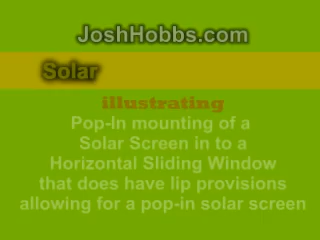 JoshHobbs.com
Solar
illustrating
Pop-In mounting of a
Solar Screen in to a
Horizontal Sliding Window
that does have lip provisions
allowing for a pop-in solar screen